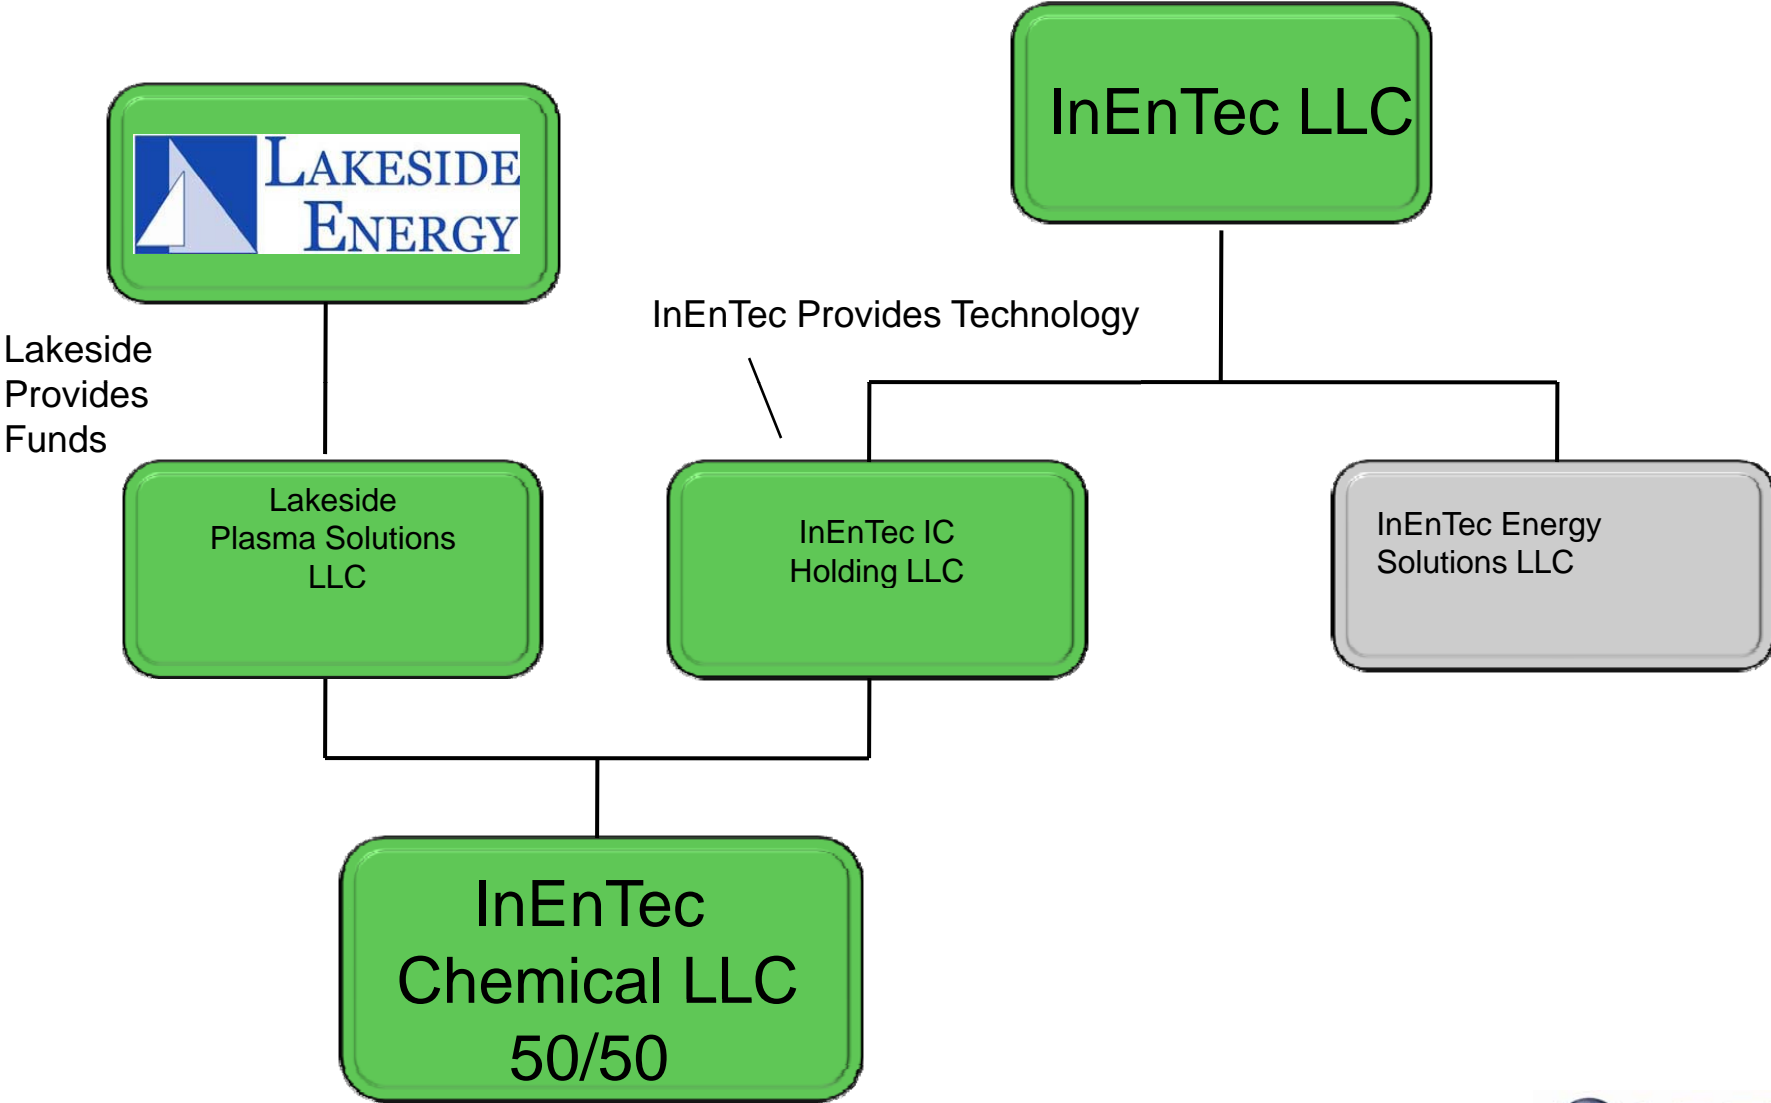 InEnTec LLC
LAKESIDE
ENERGY
InEnTec Provides Technology
Lakeside
Provides
Funds
Lakeside
Plasma Solutions
LLC
InEnTec IC
Holding LLC
InEnTec Energy
Solutions LLC
InEnTec
Chemical LLC
50/50